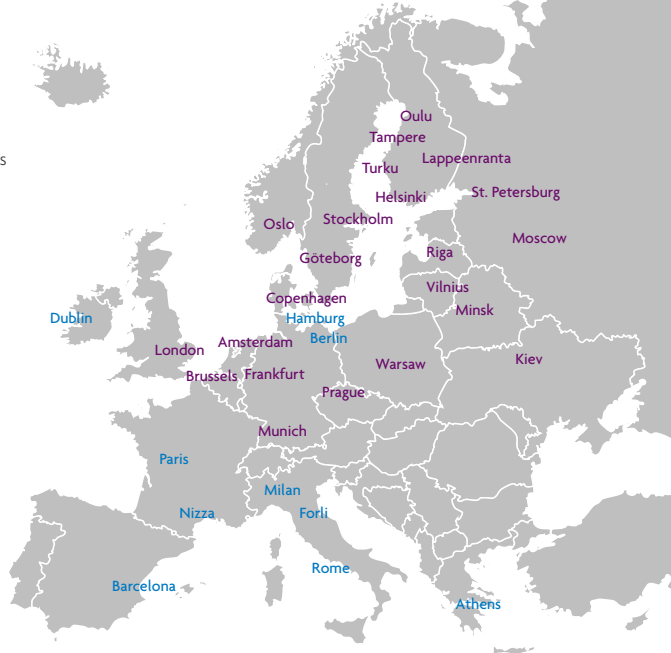 Oulu
Tampere
s
Lappeenranta
Turku
St. Petersburg
Helsinki
Stockholm
Oslo
Moscow
Riga
Göteborg
Vilnius
Copenhagen
Minsk
Dublin
Hamburg
Berlin
Amsterdam
London
Kiev
Warsaw
Brussels
Frankfurt
Prague
Munich
Paris
Milan
Nizza
Forli
Rome
Barcelona
Athens